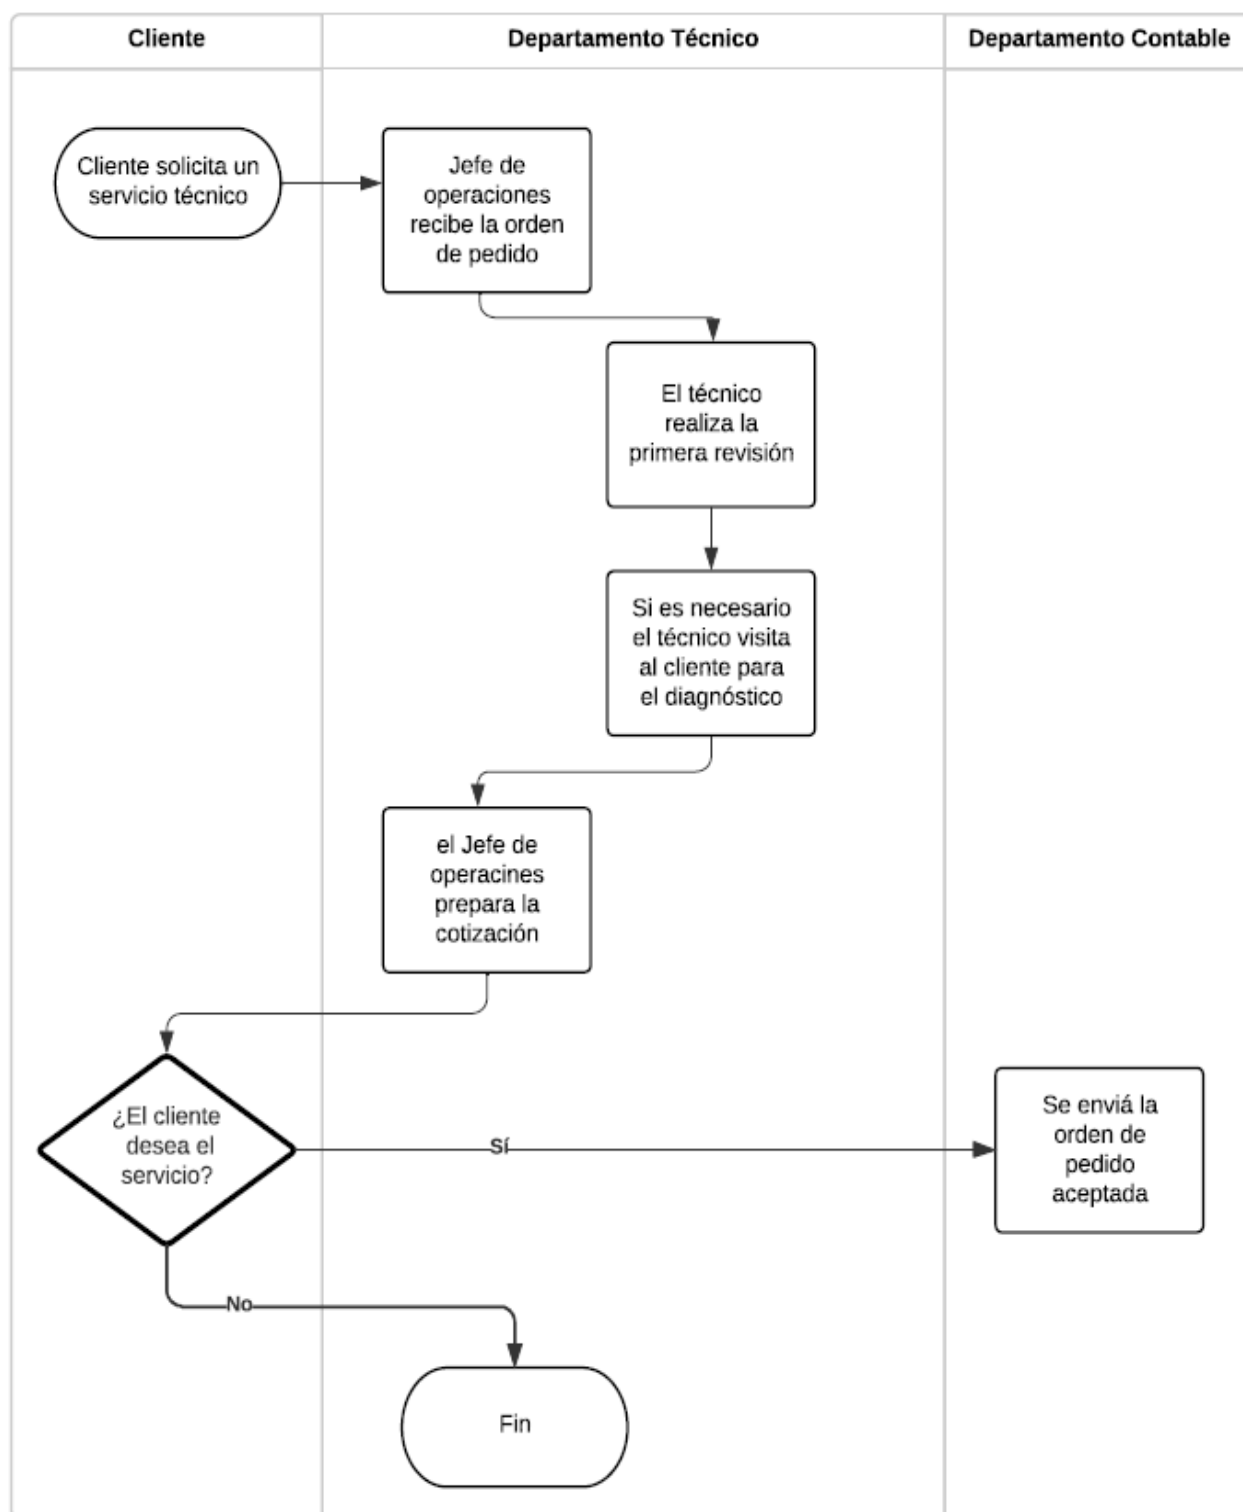 Cliente
Departamento Técnico
Departamento Contable
Cliente solicita un
servicio técnico
Jefe de
operaciones
recibe la orden
de pedido
El técnico
realiza la
primera revisión
Si es necesario
el técnico visita
al cliente para
el diagnóstico
el Jefe de
operacines
prepara la
cotización
¿El cliente
desea el
servicio?
Sí
Se enviá la
orden de
pedido
aceptada
No
Fin